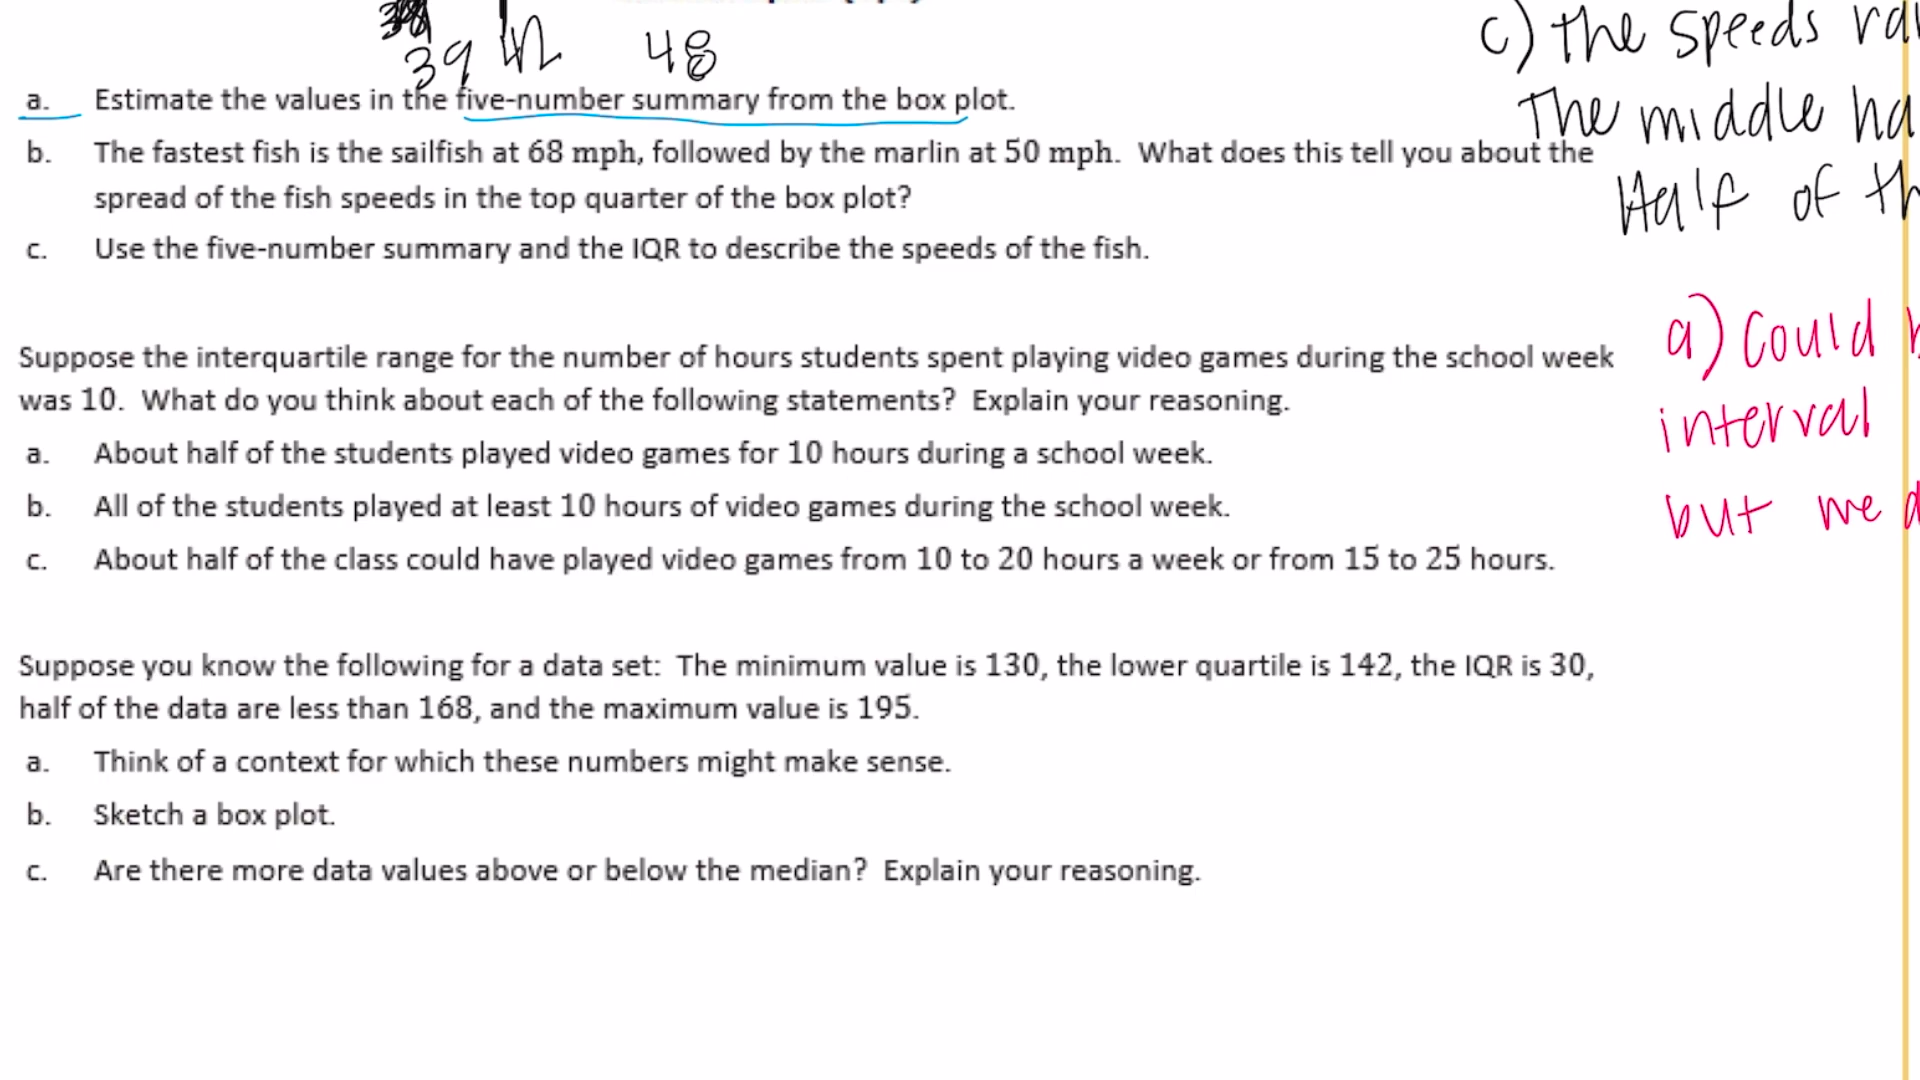 39 42 48
c) the speeds
a. Estimate the values in the five-number summary from the box plot.
The middle
b. The fastest fish is the sailfish at 68 mph, followed by the marlin at 50 mph. What does this tell you about the
spread of the fish speeds in the top quarter of the box plot?
Half of
c. Use the five-number summary and the IQR to describe the speeds of the fish.
Suppose the interquartile range for the number of hours students spent playing video games during the school week
was 10. What do you think about each of the following statements? Explain your reasoning.
a) Could
interval
but we
a. About half of the students played video games for 10 hours during a school week.
b. All of the students played at least 10 hours of video games during the school week.
c. About half of the class could have played video games from 10 to 20 hours a week or from 15 to 25 hours.
Suppose you know the following for a data set: The minimum value is 130, the lower quartile is 142, the IQR is 30,
half of the data are less than 168, and the maximum value is 195.
a. Think of a context for which these numbers might make sense.
b. Sketch a box plot.
c. Are there more data values above or below the median? Explain your reasoning.